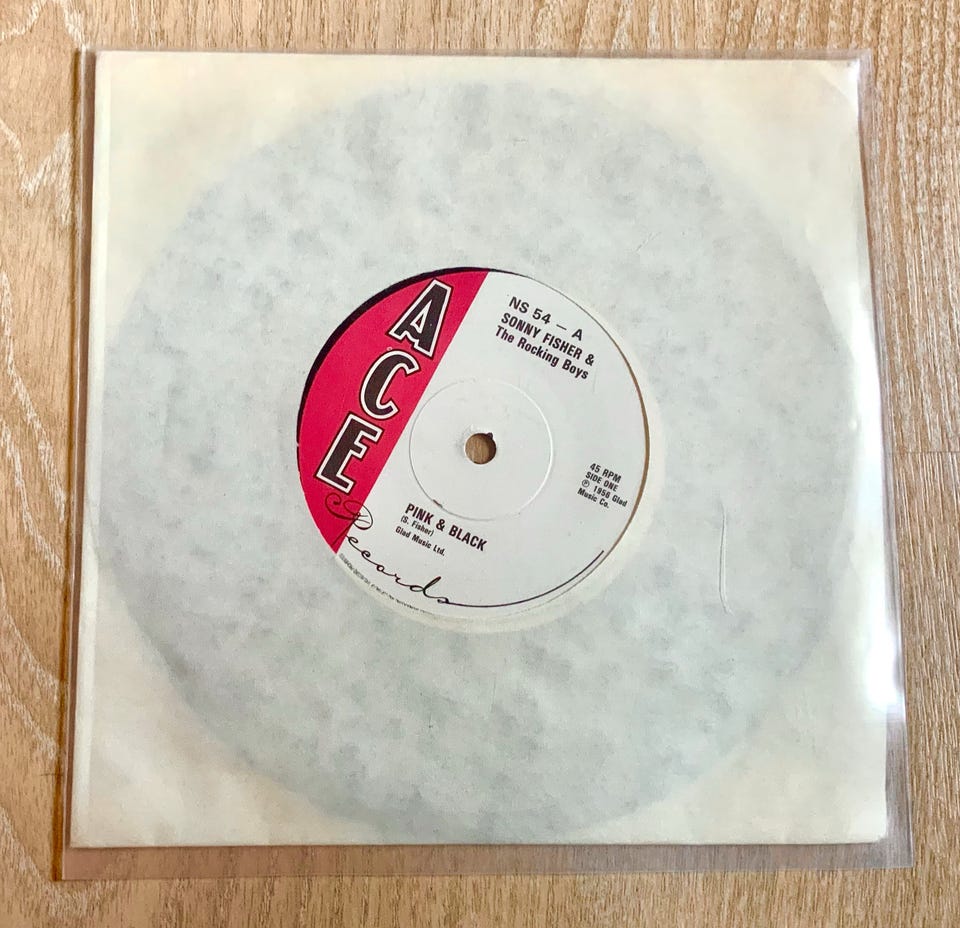 ACE
Records
NS 54 – A
SONNY FISHER &
The Rocking Boys
45 RPM
SIDE ONE
℗ 1956 Glad
Music Co.
PINK & BLACK
(S. Fisher)
Glad Music Ltd.